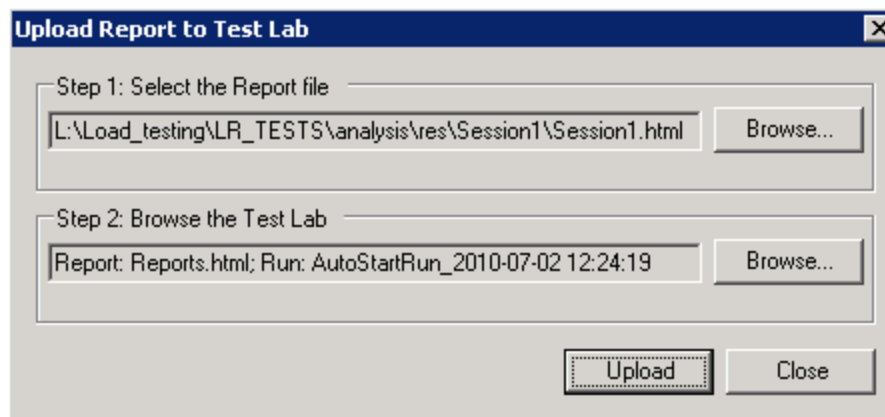 Upload Report to Test Lab
Step 1: Select the Report file
L:\Load_testing\LR_TESTS\analysis\res\Session1\Session1.html
Browse...
Step 2: Browse the Test Lab
Report: Reports.html; Run: AutoStartRun_2010-07-02 12:24:19
Browse...
Upload
Close